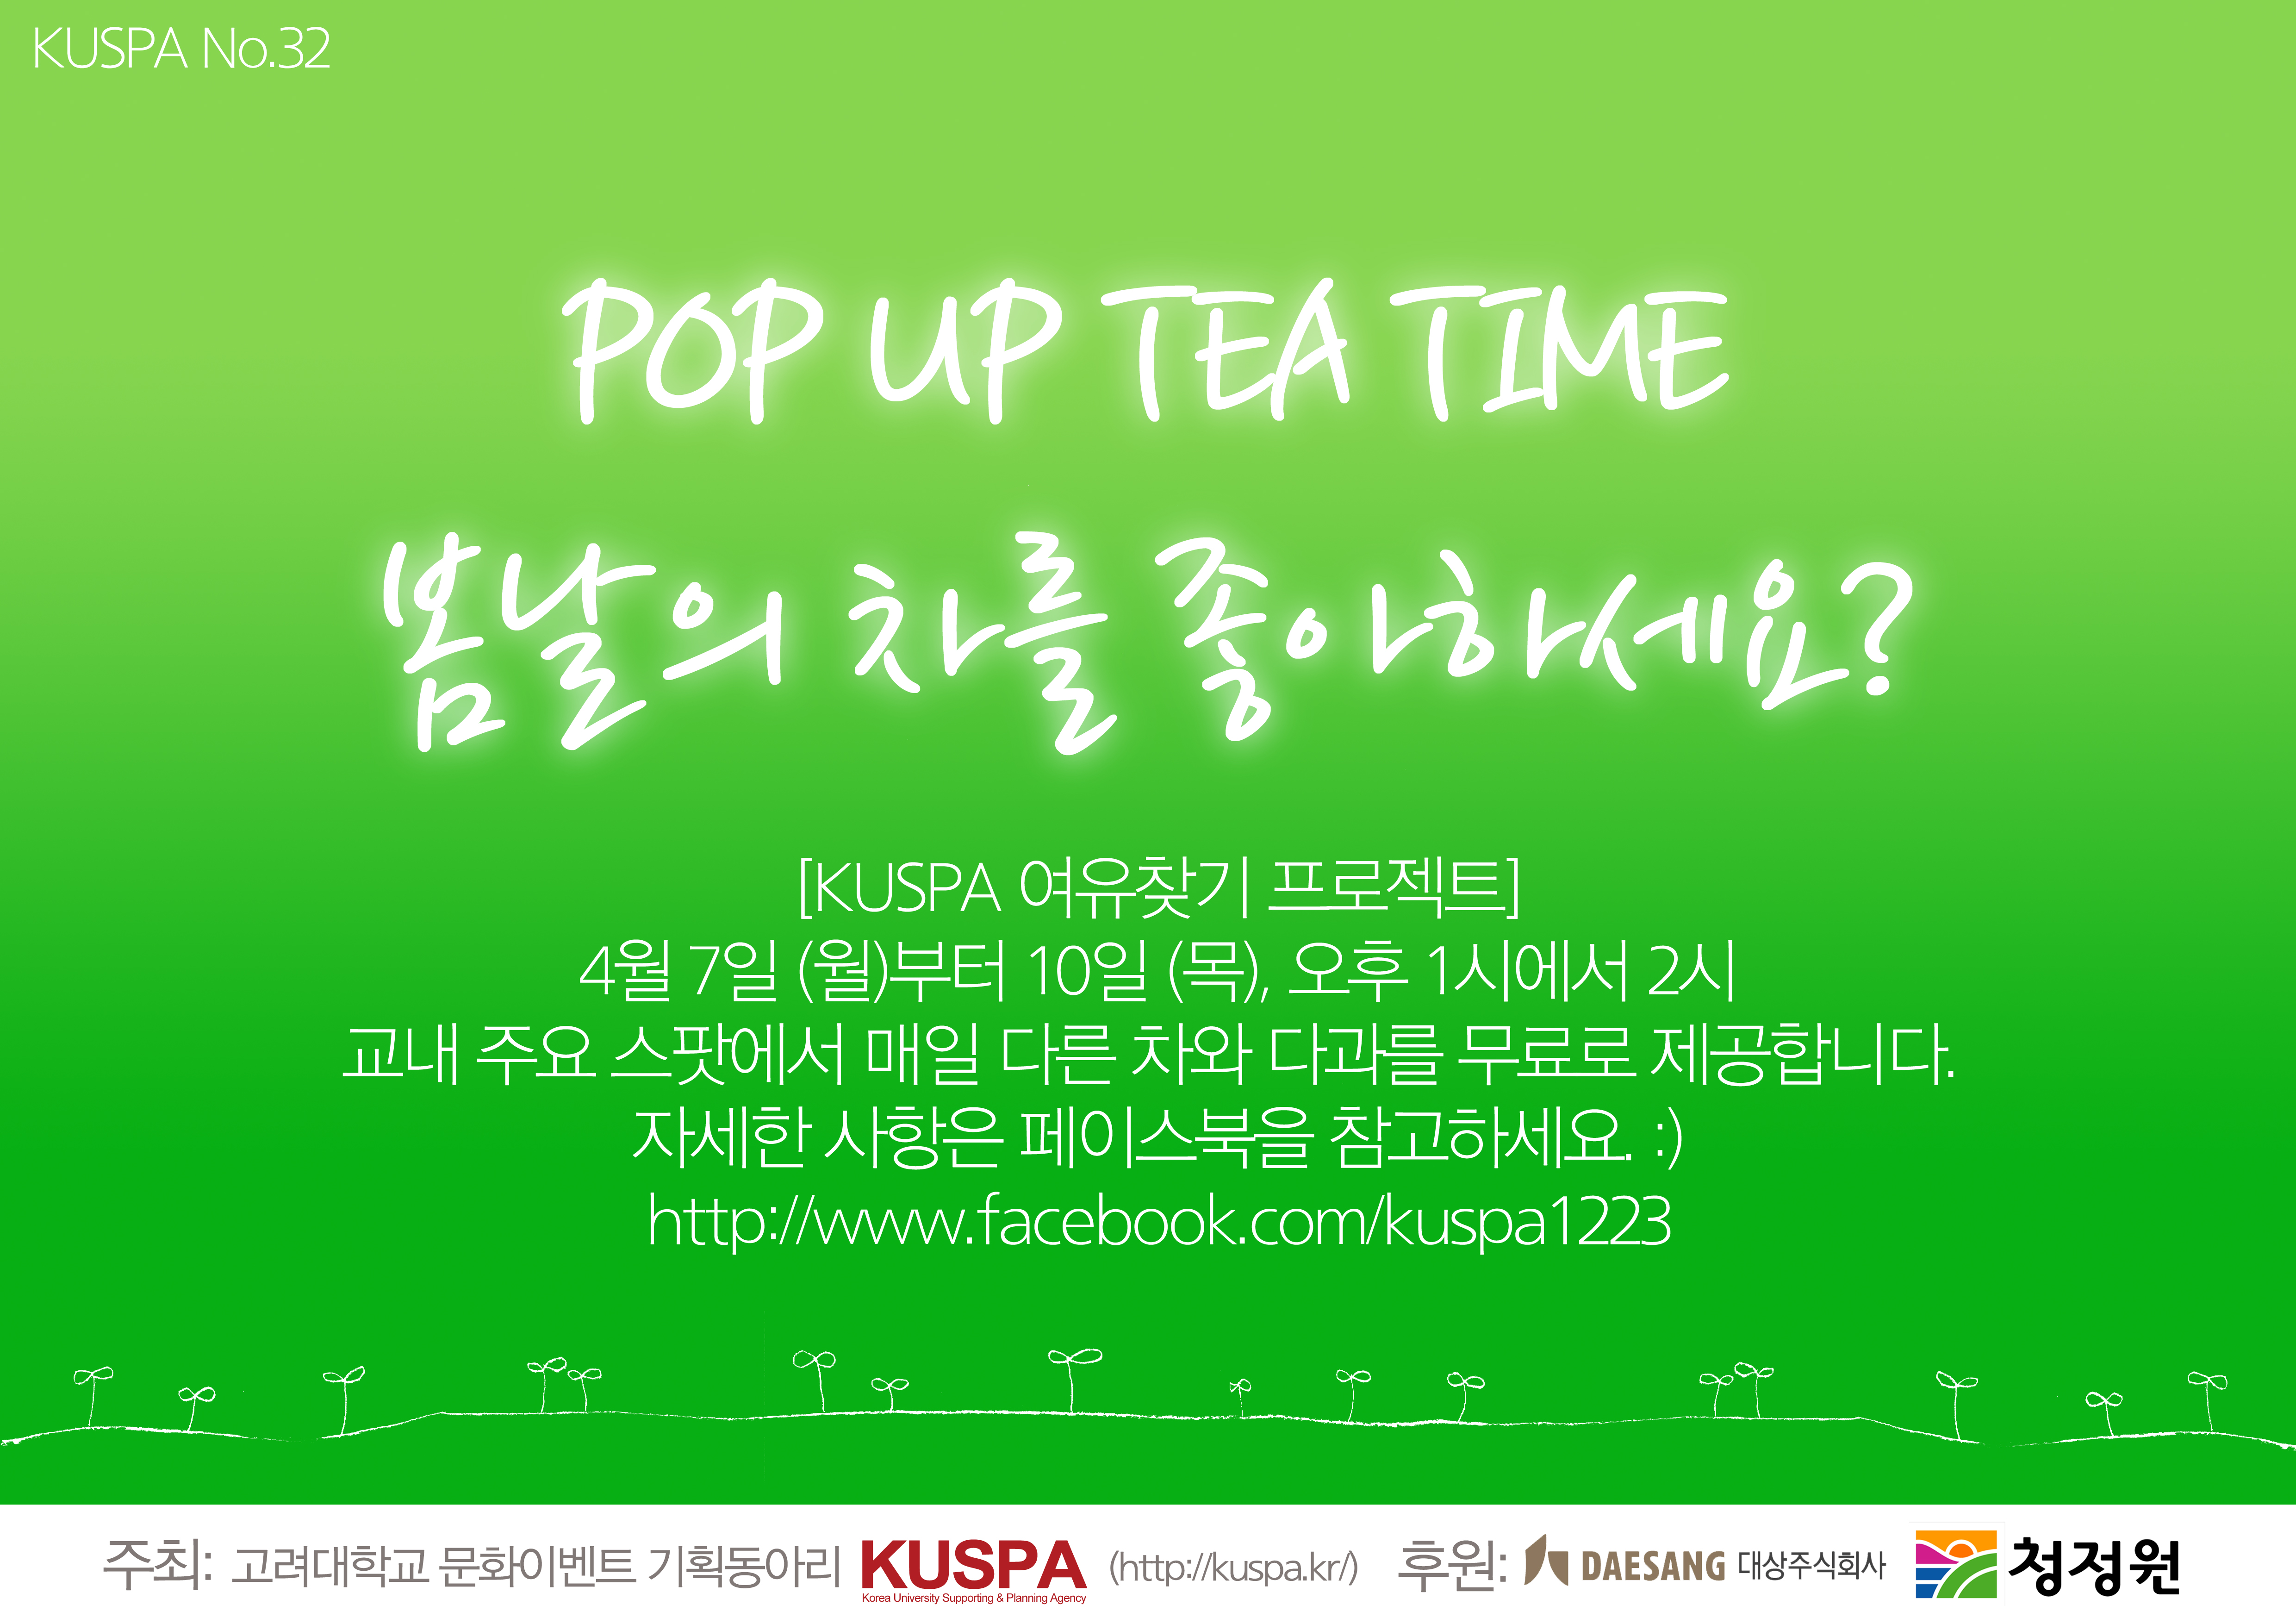 KUSPA No.32
POP UP TEA TIME
봄날의 차를 좋아하세요?
[KUSPA 여유찾기 프로젝트]
4월 7일 (월)부터 10일 (목), 오후 1시에서 2시
교내 주요 스팟에서 매일 다른 차와 다과를 무료로 제공합니다.
자세한 사항은 페이스북을 참고하세요. :)
http://www.facebook.com/kuspa1223
주최: 고려대학교 문화이벤트 기획동아리 KUSPA (http://kuspa.kr/) 후원: DAESANG 대상주식회사 청정원
Korea University Supporting & Planning Agency